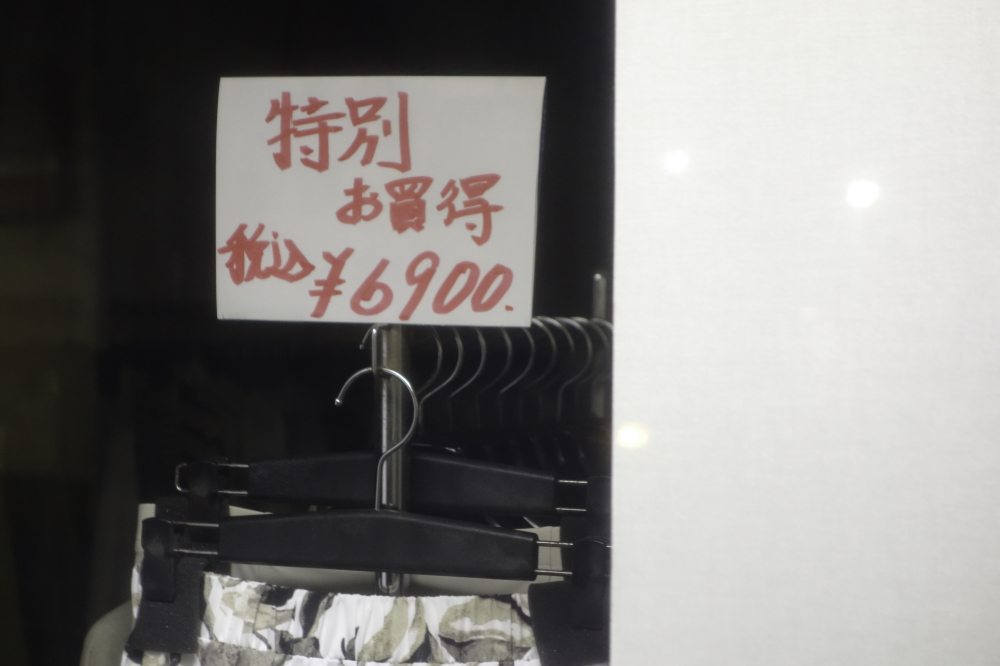 特別
お買得
税込 ¥6900.